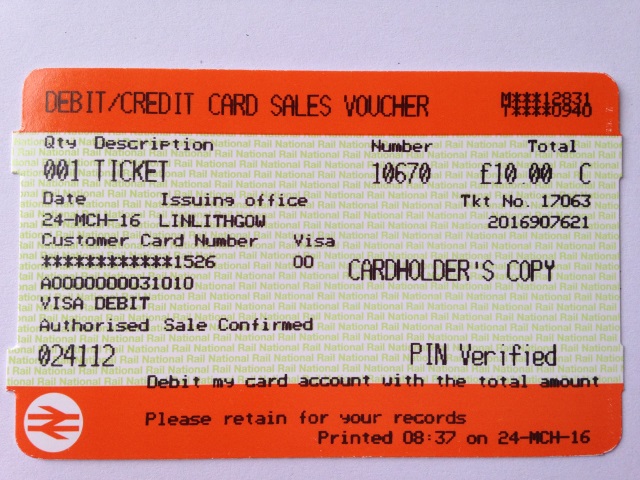 DEBIT/CREDIT CARD SALES VOUCHER M***12831
T****0940
Qty Description Number Total
001 TICKET 10670 £10.00 C
Date Issuing office Tkt No. 17063
24-MCH-16 LINLITHGOW 2016907621
Customer Card Number Visa
************1526 00 CARDHOLDER'S COPY
A0000000031010
VISA DEBIT
Authorised Sale Confirmed
024112 PIN Verified
Debit my card account with the total amount
Please retain for your records
Printed 08:37 on 24-MCH-16